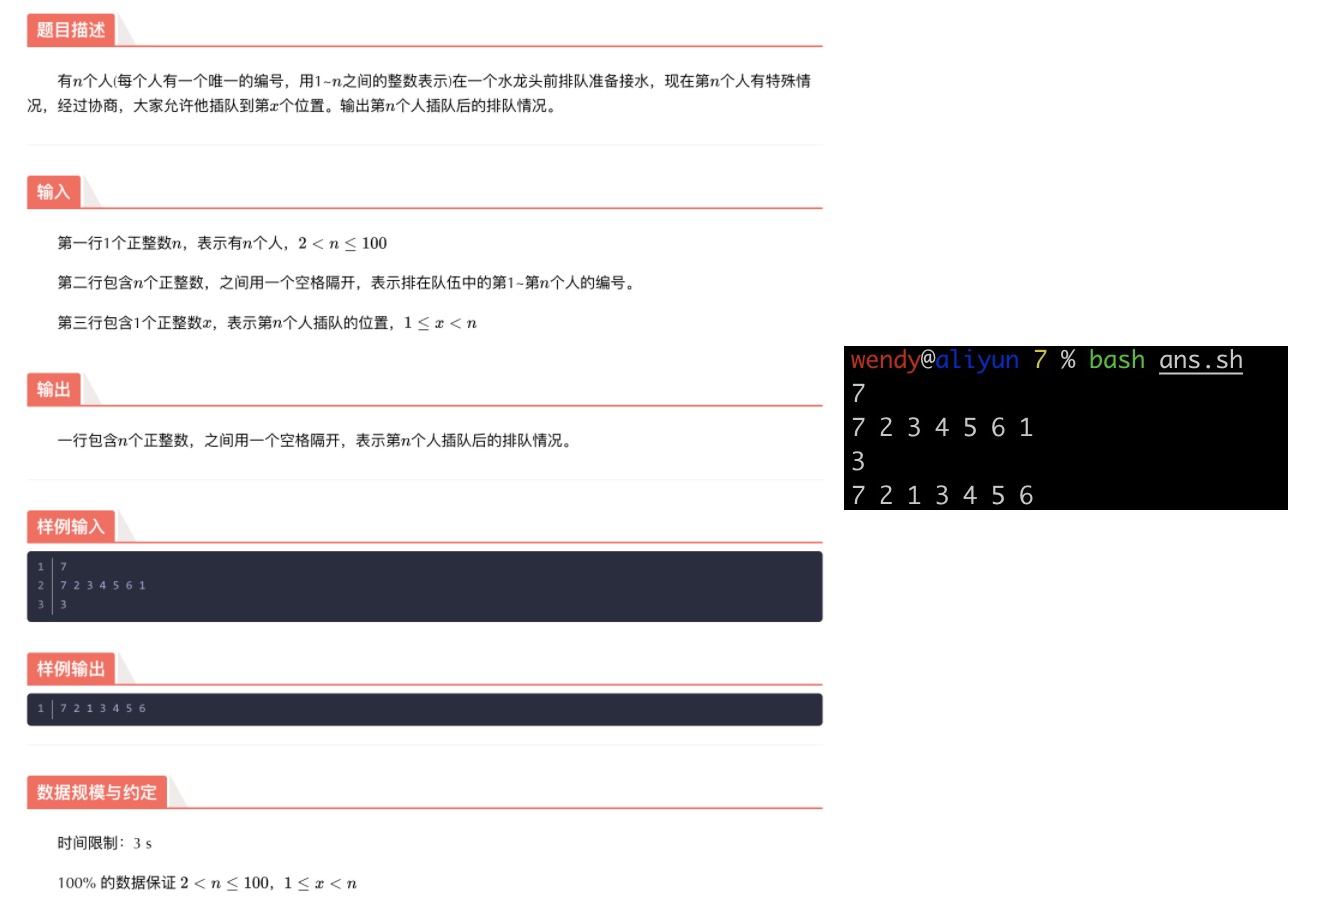 题目描述
有n个人(每个人有一个唯一的编号，用1~n之间的整数表示)在一个水龙头前排队准备接水，现在第n个人有特殊情
况，经过协商，大家允许他插队到第x个位置。输出第n个人插队后的排队情况。
输入
第一行1个正整数n，表示有n个人，2 < n ≤ 100
第二行包含n个正整数，之间用一个空格隔开，表示排在队伍中的第1~第n个人的编号。
第三行包含1个正整数x，表示第n个人插队的位置，1 ≤ x < n
输出
一行包含n个正整数，之间用一个空格隔开，表示第n个人插队后的排队情况。
样例输入
1 7
2 7 2 3 4 5 6 1
3 3
样例输出
1 7 2 1 3 4 5 6
数据规模与约定
时间限制：3 s
100% 的数据保证 2 < n ≤ 100，1 ≤ x < n
wendy@aliyun 7 % bash ans.sh
7
7 2 3 4 5 6 1
3
7 2 1 3 4 5 6